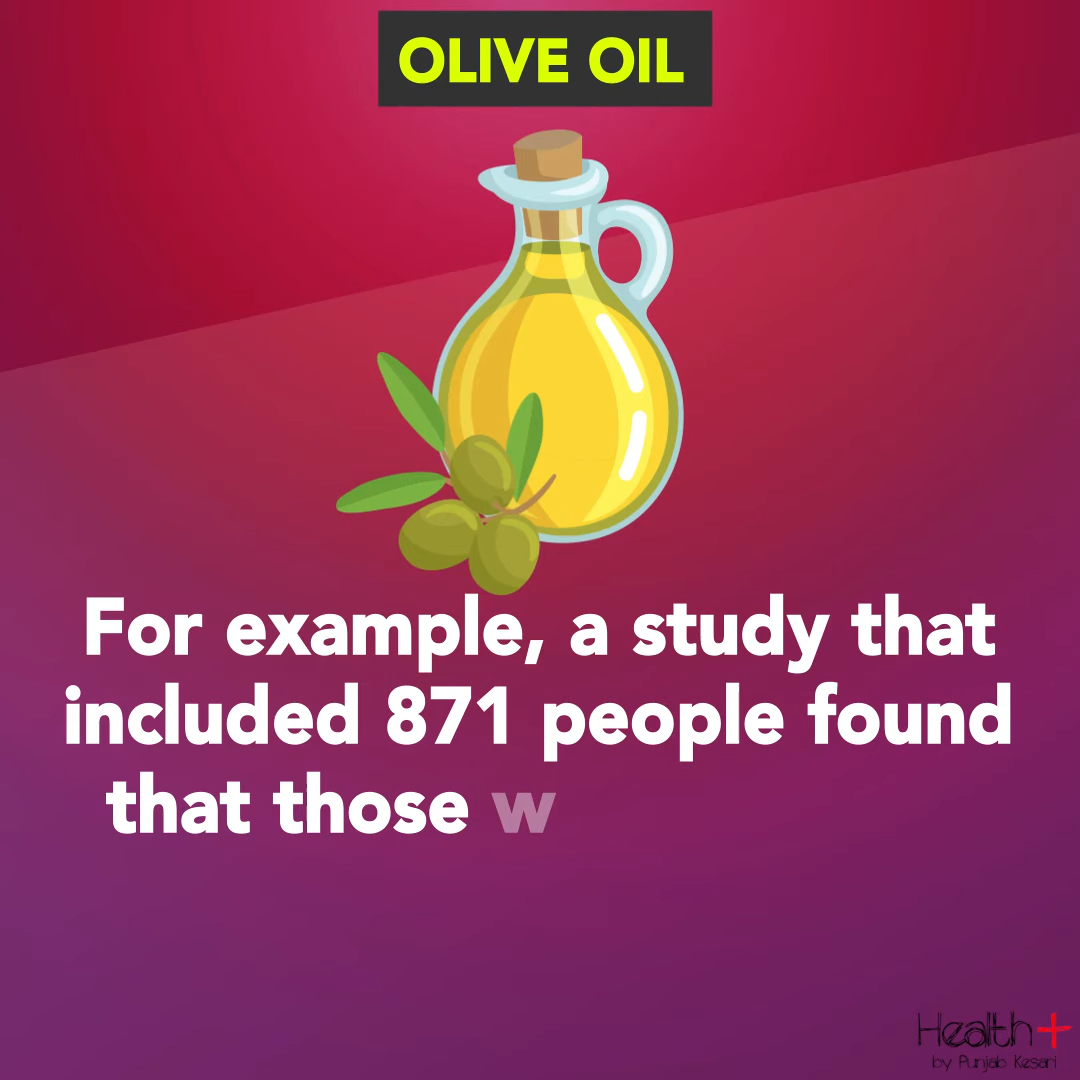 OLIVE OIL
For example, a study that
included 871 people found
that those w
Health+
by Punjab Kesari